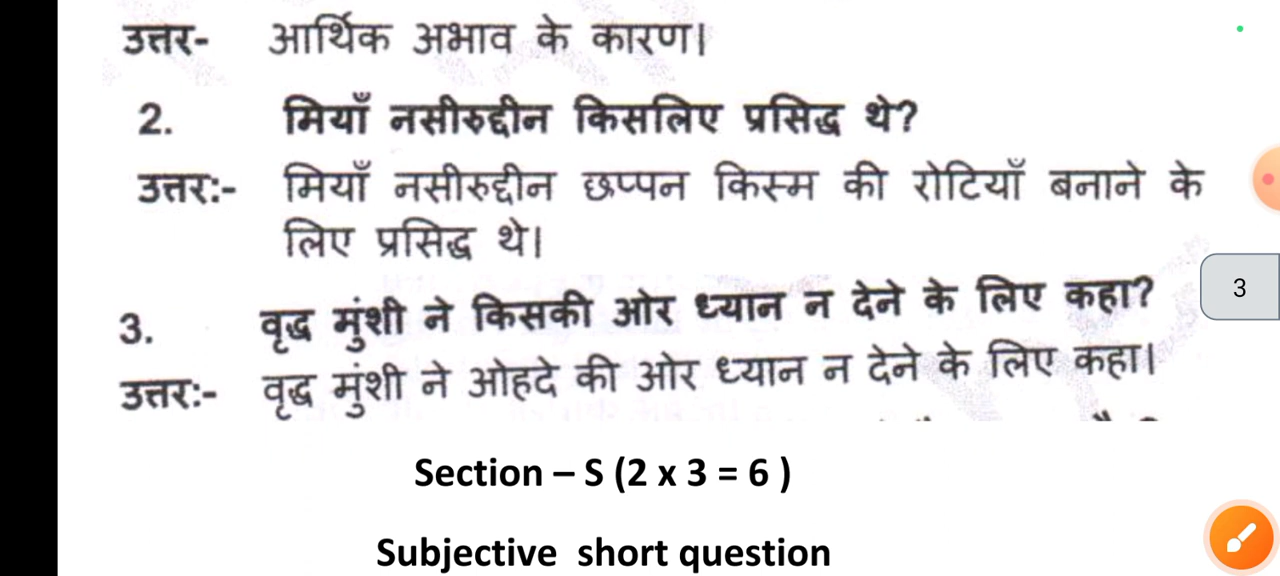 उत्तर- आर्थिक अभाव के कारण।
2. मियाँ नसीरुद्दीन किसलिए प्रसिद्ध थे?
उत्तर:- मियाँ नसीरुद्दीन छप्पन किस्म की रोटियाँ बनाने के
लिए प्रसिद्ध थे।
3. वृद्ध मुंशी ने किसकी ओर ध्यान न देने के लिए कहा?
उत्तर:- वृद्ध मुंशी ने ओहदे की ओर ध्यान न देने के लिए कहा।
3
Section – S (2 x 3 = 6 )
Subjective short question